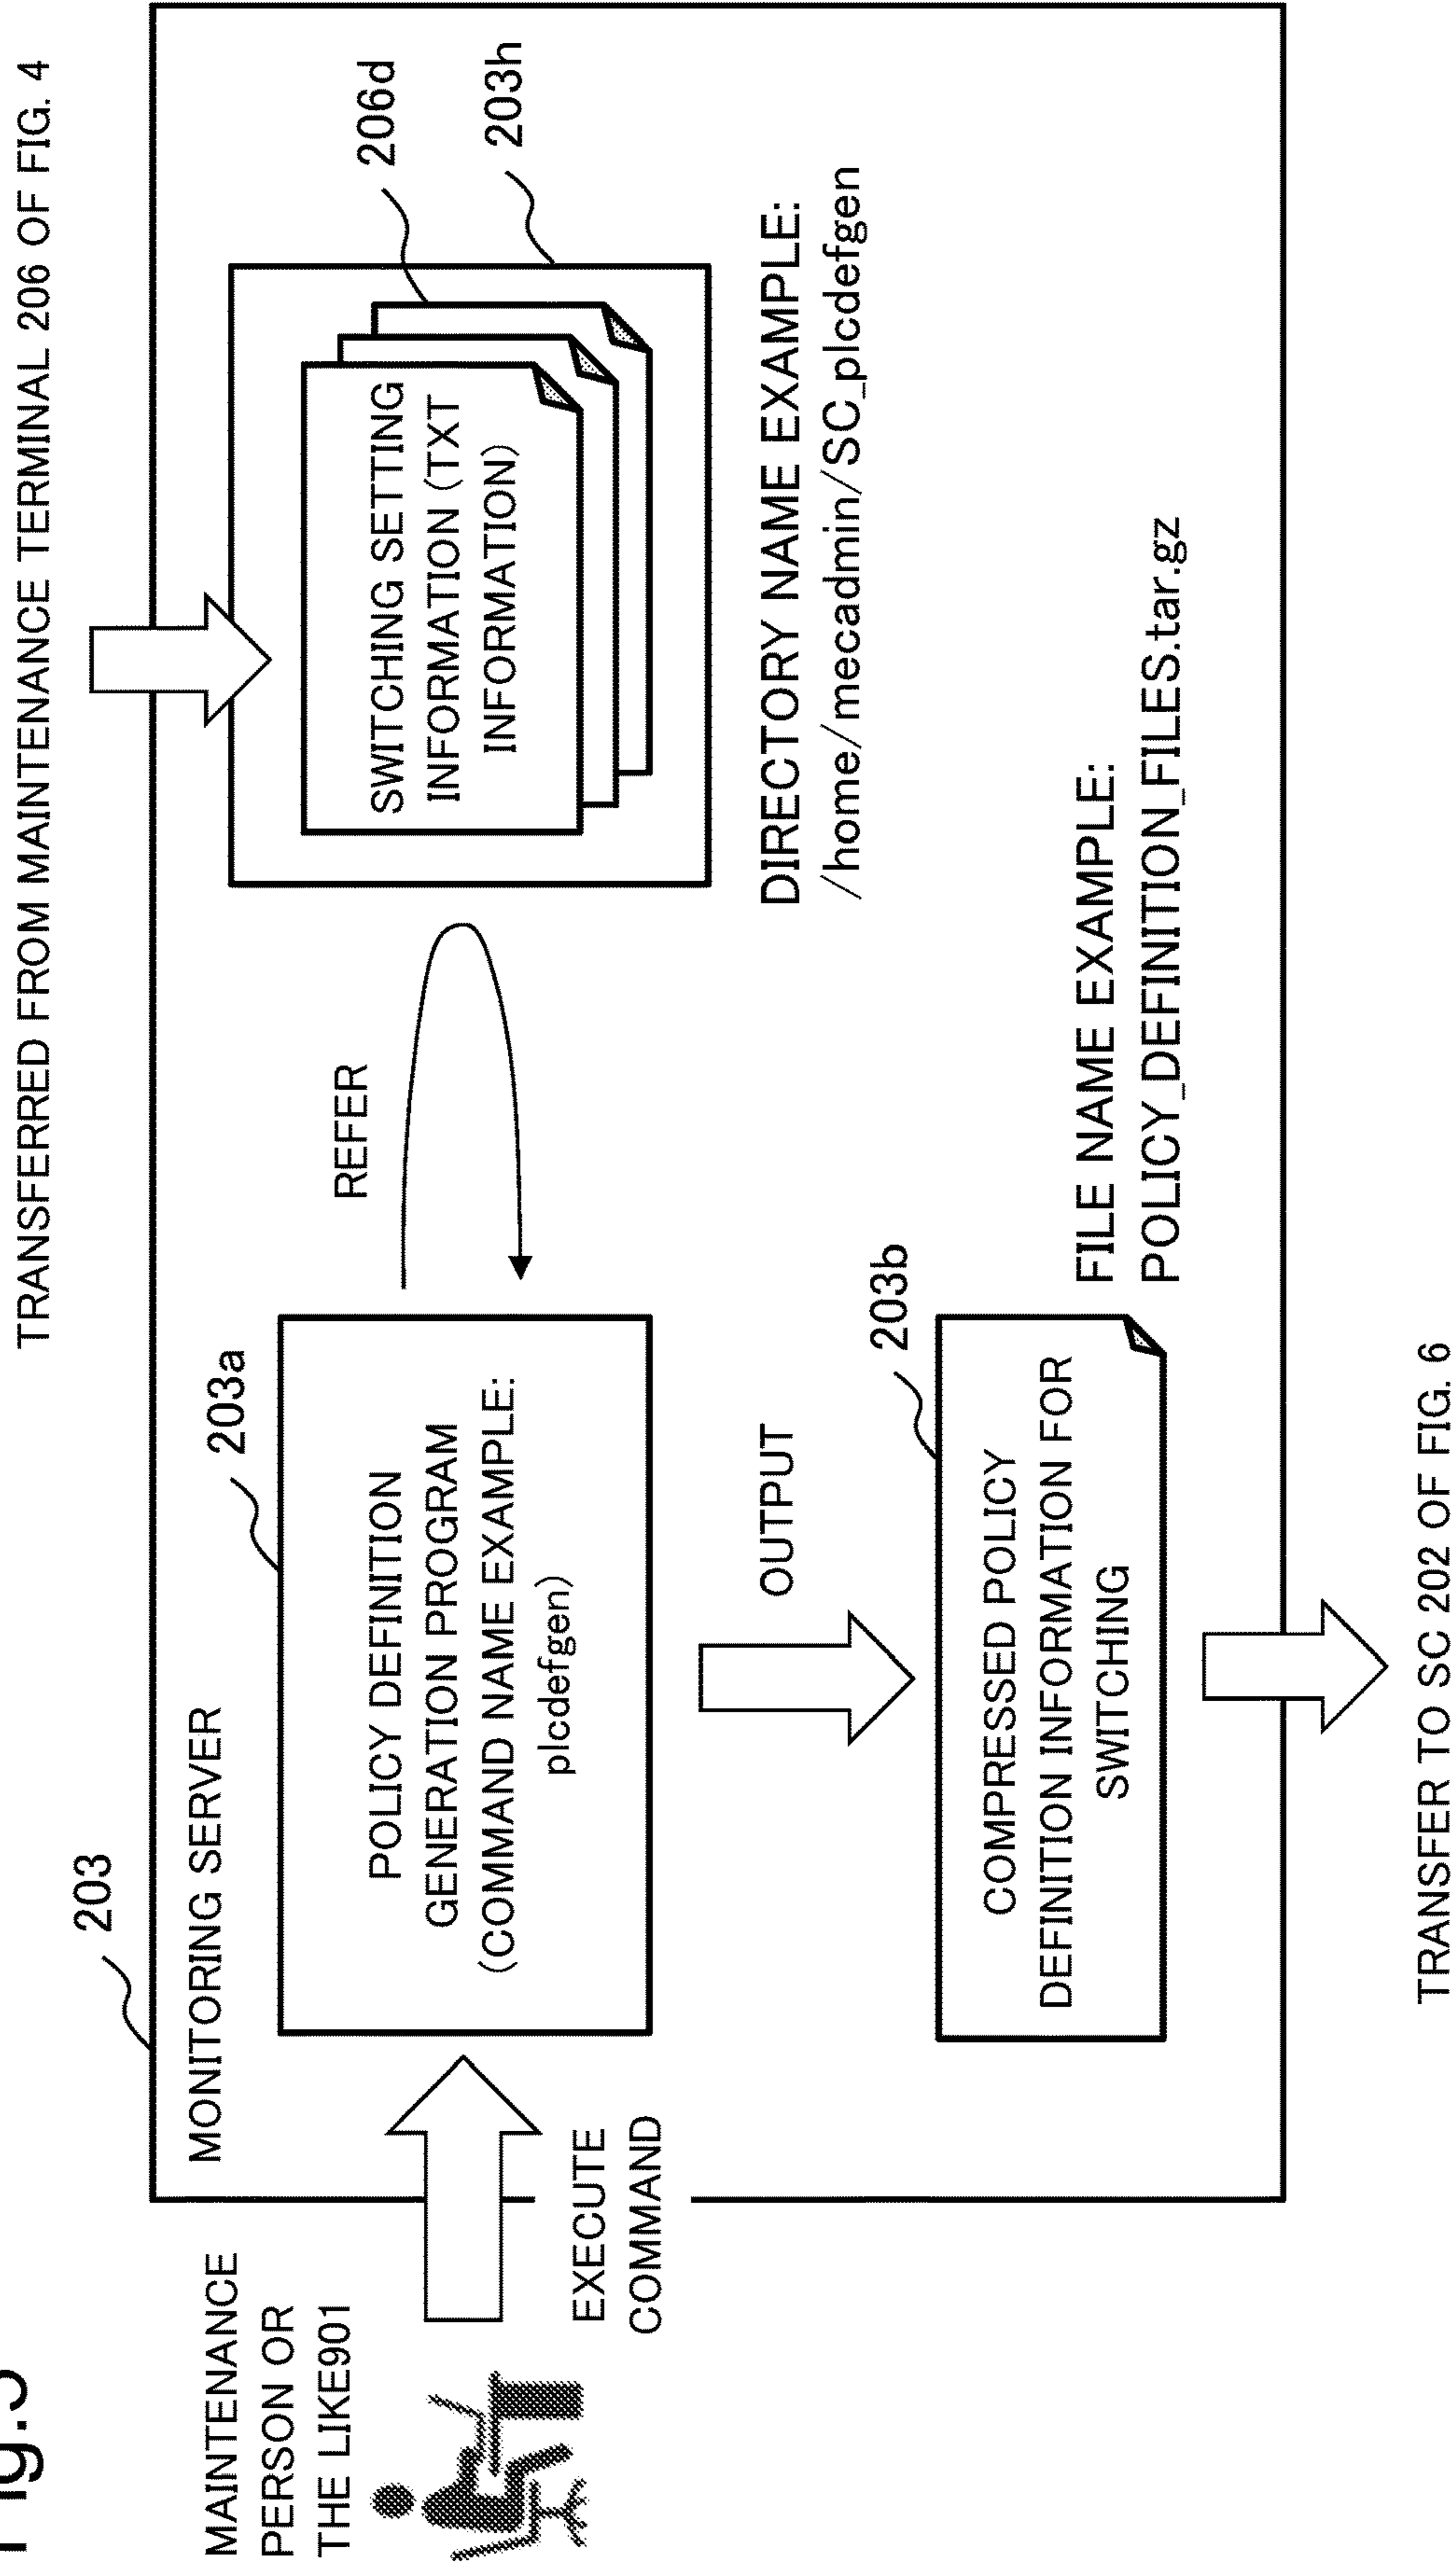 Fig.5
TRANSFERRED FROM MAINTENANCE TERMINAL 206 OF FIG. 4
203
MONITORING SERVER
MAINTENANCE
PERSON OR
THE LIKE901
EXECUTE
COMMAND
203a
POLICY DEFINITION
GENERATION PROGRAM
(COMMAND NAME EXAMPLE:
plcdefgen)
REFER
206d
203h
SWITCHING SETTING
INFORMATION (TXT
INFORMATION)
DIRECTORY NAME EXAMPLE:
/home/mecadmin/SC_plcdefgen
OUTPUT
203b
COMPRESSED POLICY
DEFINITION INFORMATION FOR
SWITCHING
FILE NAME EXAMPLE:
POLICY_DEFINITION_FILES.tar.gz
TRANSFER TO SC 202 OF FIG. 6